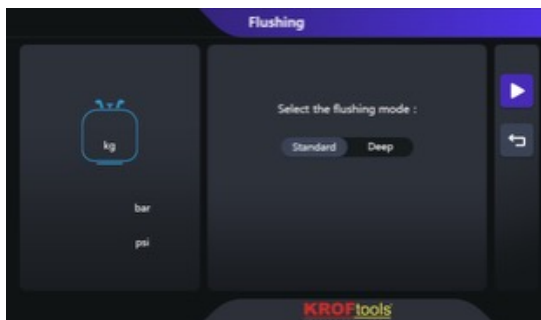 Flushing
Select the flushing mode :
kg
Standard Deep
bar
psi
KROFtools